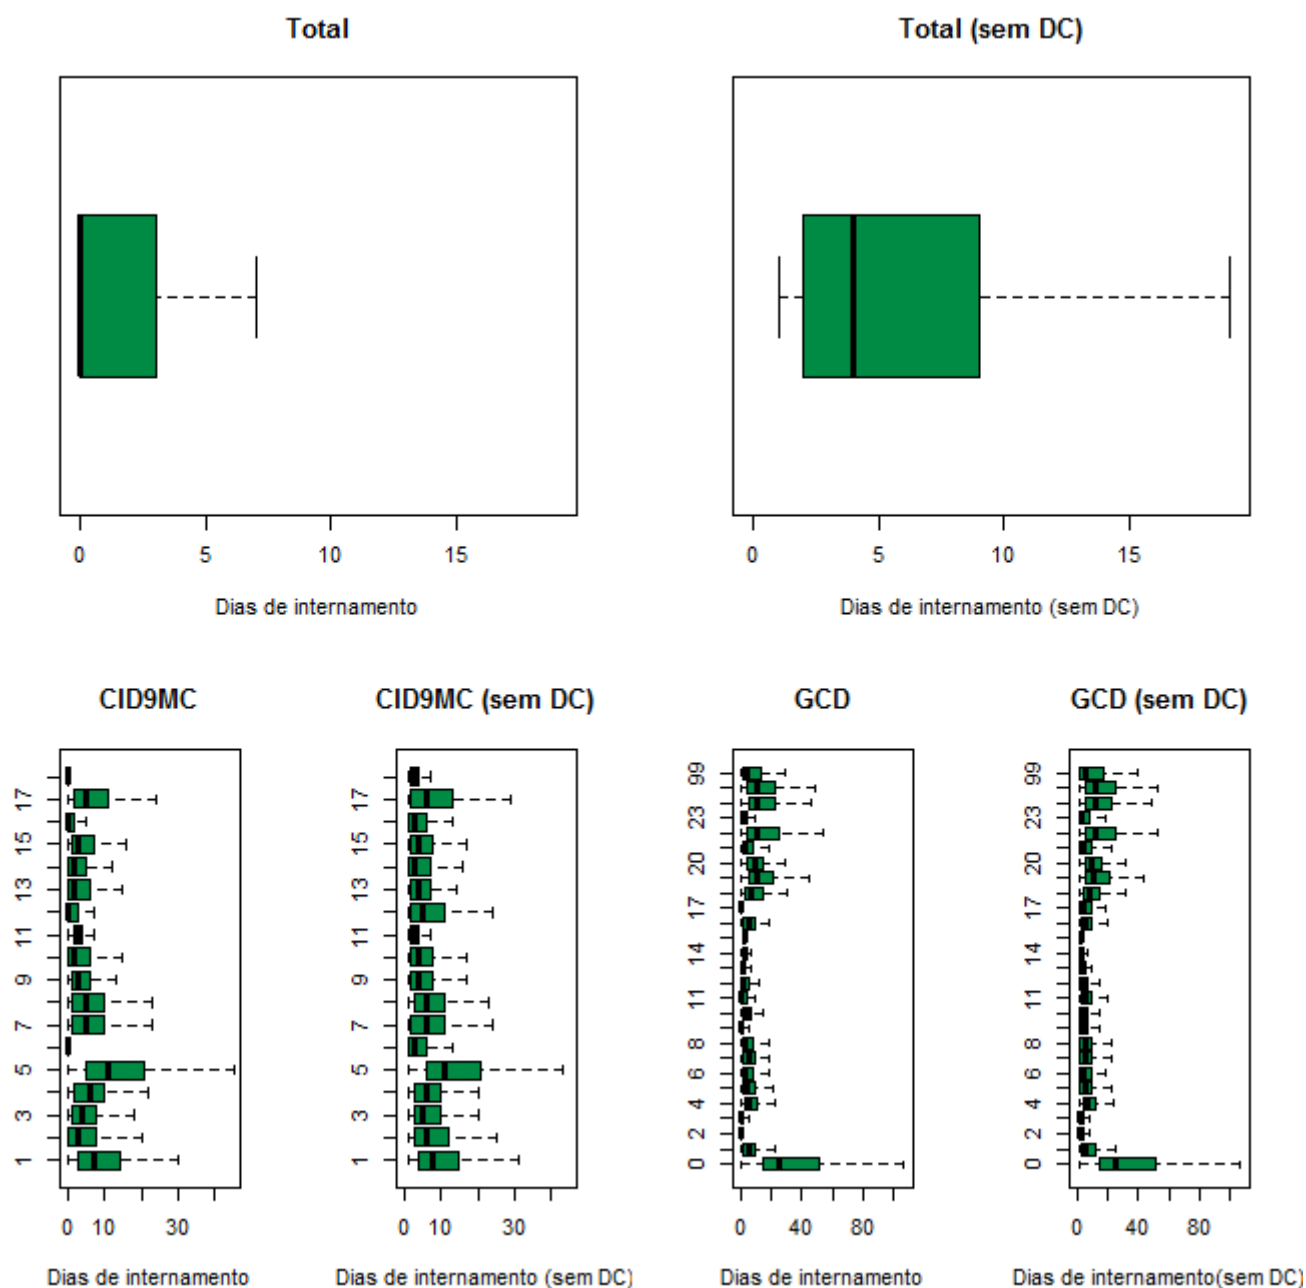 Total
Total (sem DC)
0 5 10 15
0 5 10 15
Dias de internamento
Dias de internamento (sem DC)
CID9MC
CID9MC (sem DC)
GCD
GCD (sem DC)
17
15
13
11
9
7
5
3
1
17
15
13
11
9
7
5
3
1
99
23
20
17
14
11
8
6
4
2
0
99
23
20
17
14
11
8
6
4
2
0
0 10 30
0 10 30
0 40 80
0 40 80
Dias de internamento
Dias de internamento (sem DC)
Dias de internamento
Dias de internamento(sem DC)